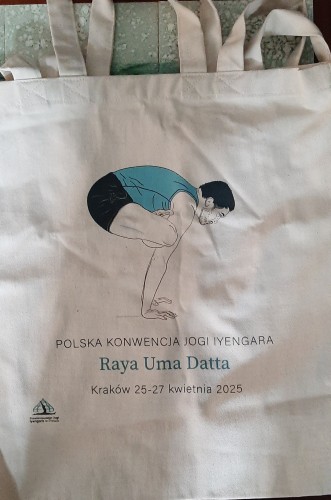 POLSKA KONWENCJA JOGI IYENGARA
Raya Uma Datta
Kraków 25-27 kwietnia 2025